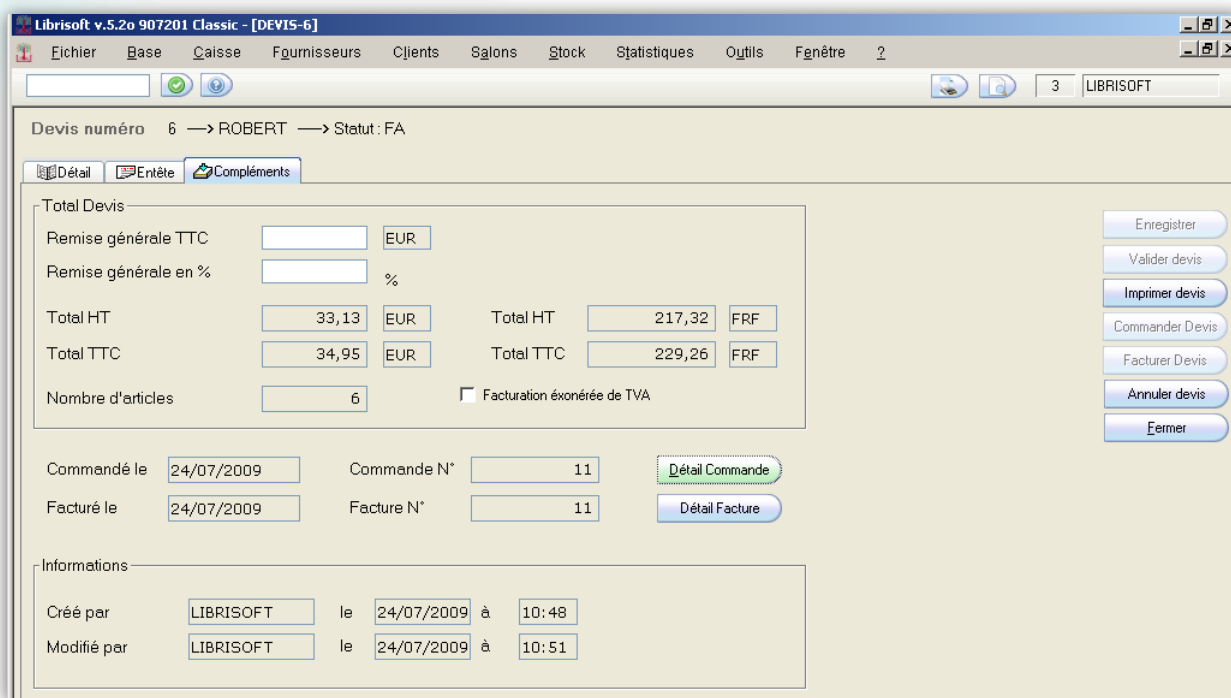 Librisoft v.5.2o 907201 Classic - [DEVIS-6]
Fichier Base Caisse Fournisseurs Clients Salons Stock Statistiques Outils Fenêtre ?
3 LIBRISOFT
Devis numéro 6 —> ROBERT —> Statut : FA
Détail Entête Compléments
Total Devis
Remise générale TTC EUR
Enregistrer
Remise générale en % %
Valider devis
Imprimer devis
Total HT 33,13 EUR Total HT 217,32 FRF
Commander Devis
Total TTC 34,95 EUR Total TTC 229,26 FRF
Facturer Devis
Nombre d'articles 6 Facturation éxonérée de TVA
Annuler devis
Fermer
Commandé le 24/07/2009 Commande N° 11 Détail Commande
Facturé le 24/07/2009 Facture N° 11 Détail Facture
Informations
Créé par LIBRISOFT le 24/07/2009 à 10:48
Modifié par LIBRISOFT le 24/07/2009 à 10:51